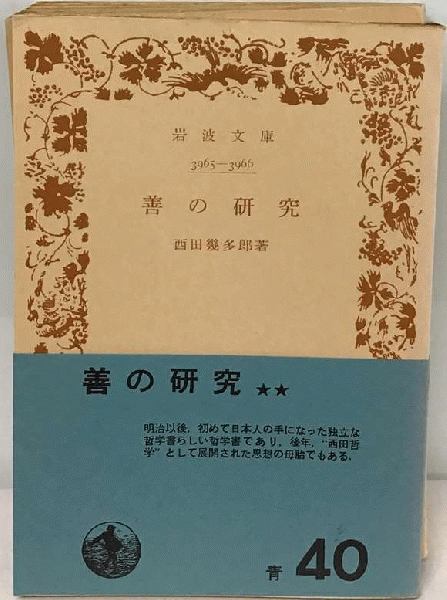 岩波文庫
3965—3966
善の研究
西田幾多郎著
善の研究 ★★
明治以後,初めて日本人の手になった独立な
哲学書らしい哲学書であり,後年,“西田哲
学”として展開された思想の母胎でもある.
青 40